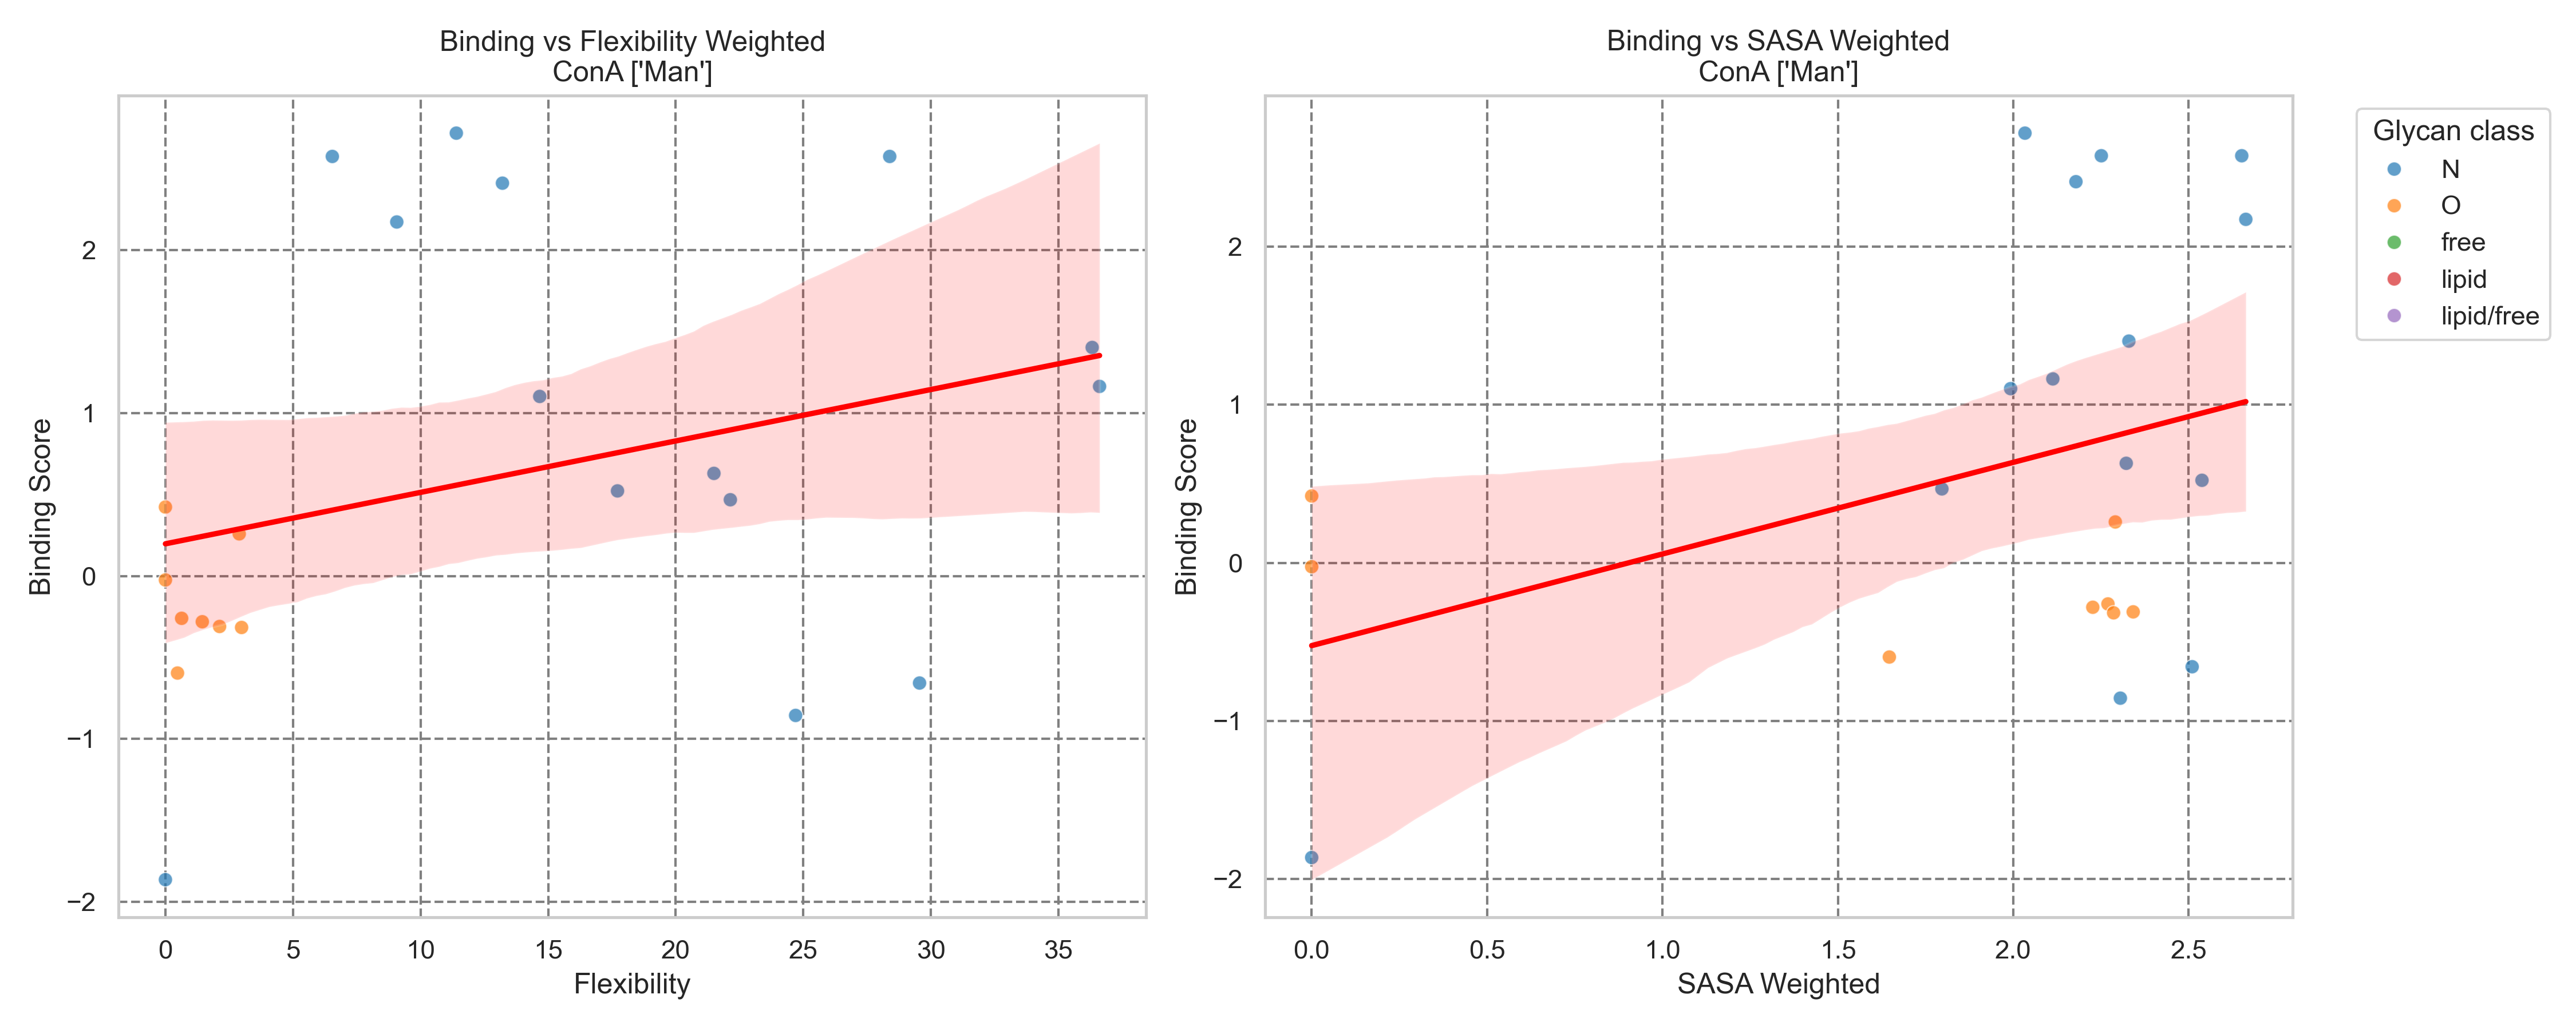 Binding vs Flexibility Weighted
ConA ['Man']
Binding Score
2
1
0
−1
−2
0 5 10 15 20 25 30 35
Flexibility
Binding vs SASA Weighted
ConA ['Man']
Binding Score
2
1
0
−1
−2
0.0 0.5 1.0 1.5 2.0 2.5
SASA Weighted
Glycan class
N
O
free
lipid
lipid/free